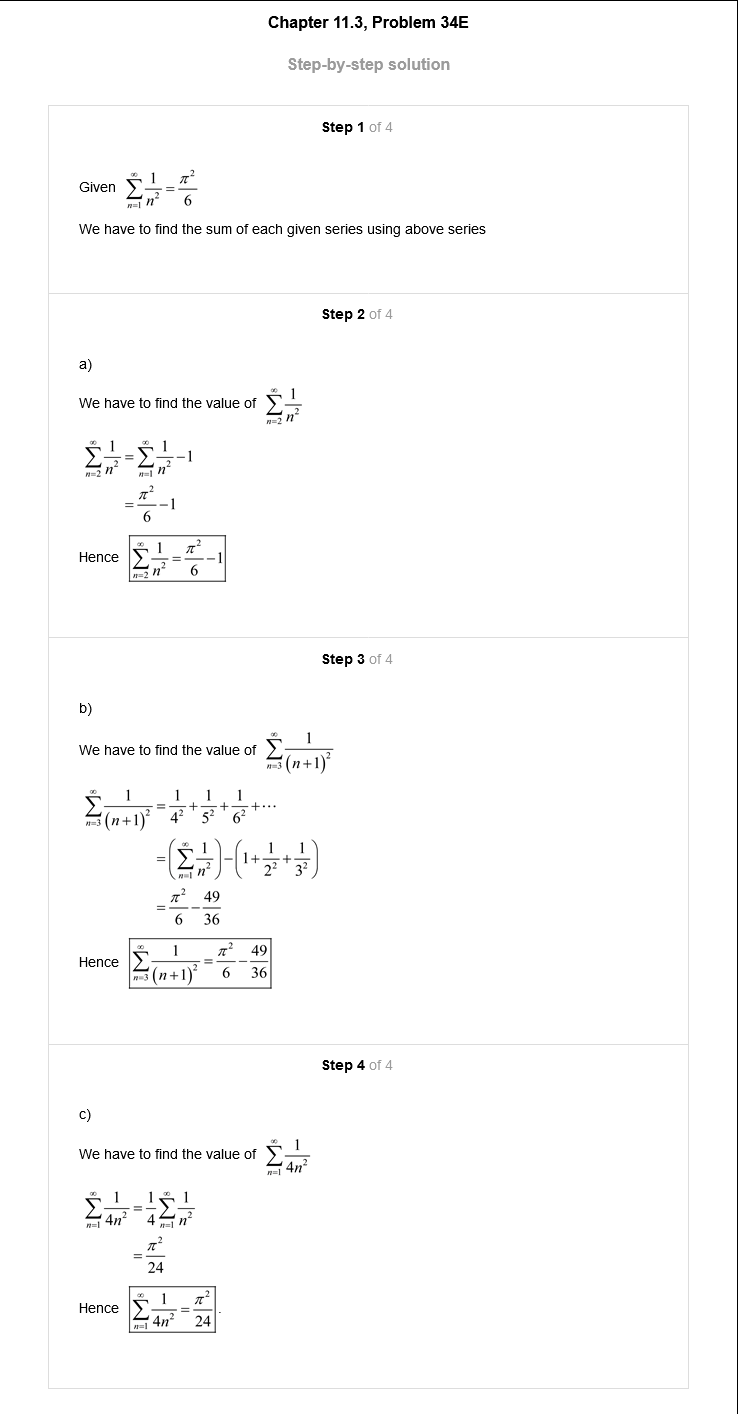 Chapter 11.3, Problem 34E
Step-by-step solution
Step 1 of 4
Given $\sum_{n=1}^{\infty}\frac{1}{n^2}=\frac{\pi^2}{6}$
We have to find the sum of each given series using above series
Step 2 of 4
a)
We have to find the value of $\sum_{n=2}^{\infty}\frac{1}{n^2}$
$\sum_{n=2}^{\infty}\frac{1}{n^2}=\sum_{n=1}^{\infty}\frac{1}{n^2}-1$
$=\frac{\pi^2}{6}-1$
Hence $\sum_{n=2}^{\infty}\frac{1}{n^2}=\frac{\pi^2}{6}-1$
Step 3 of 4
b)
We have to find the value of $\sum_{n=3}^{\infty}\frac{1}{(n+1)^2}$
$\sum_{n=3}^{\infty}\frac{1}{(n+1)^2}=\frac{1}{4^2}+\frac{1}{5^2}+\frac{1}{6^2}+\cdots$
$=\left(\sum_{n=1}^{\infty}\frac{1}{n^2}\right)-\left(1+\frac{1}{2^2}+\frac{1}{3^2}\right)$
$=\frac{\pi^2}{6}-\frac{49}{36}$
Hence $\sum_{n=3}^{\infty}\frac{1}{(n+1)^2}=\frac{\pi^2}{6}-\frac{49}{36}$
Step 4 of 4
c)
We have to find the value of $\sum_{n=1}^{\infty}\frac{1}{4n^2}$
$\sum_{n=1}^{\infty}\frac{1}{4n^2}=\frac{1}{4}\sum_{n=1}^{\infty}\frac{1}{n^2}$
$=\frac{\pi^2}{24}$
Hence $\sum_{n=1}^{\infty}\frac{1}{4n^2}=\frac{\pi^2}{24}$.